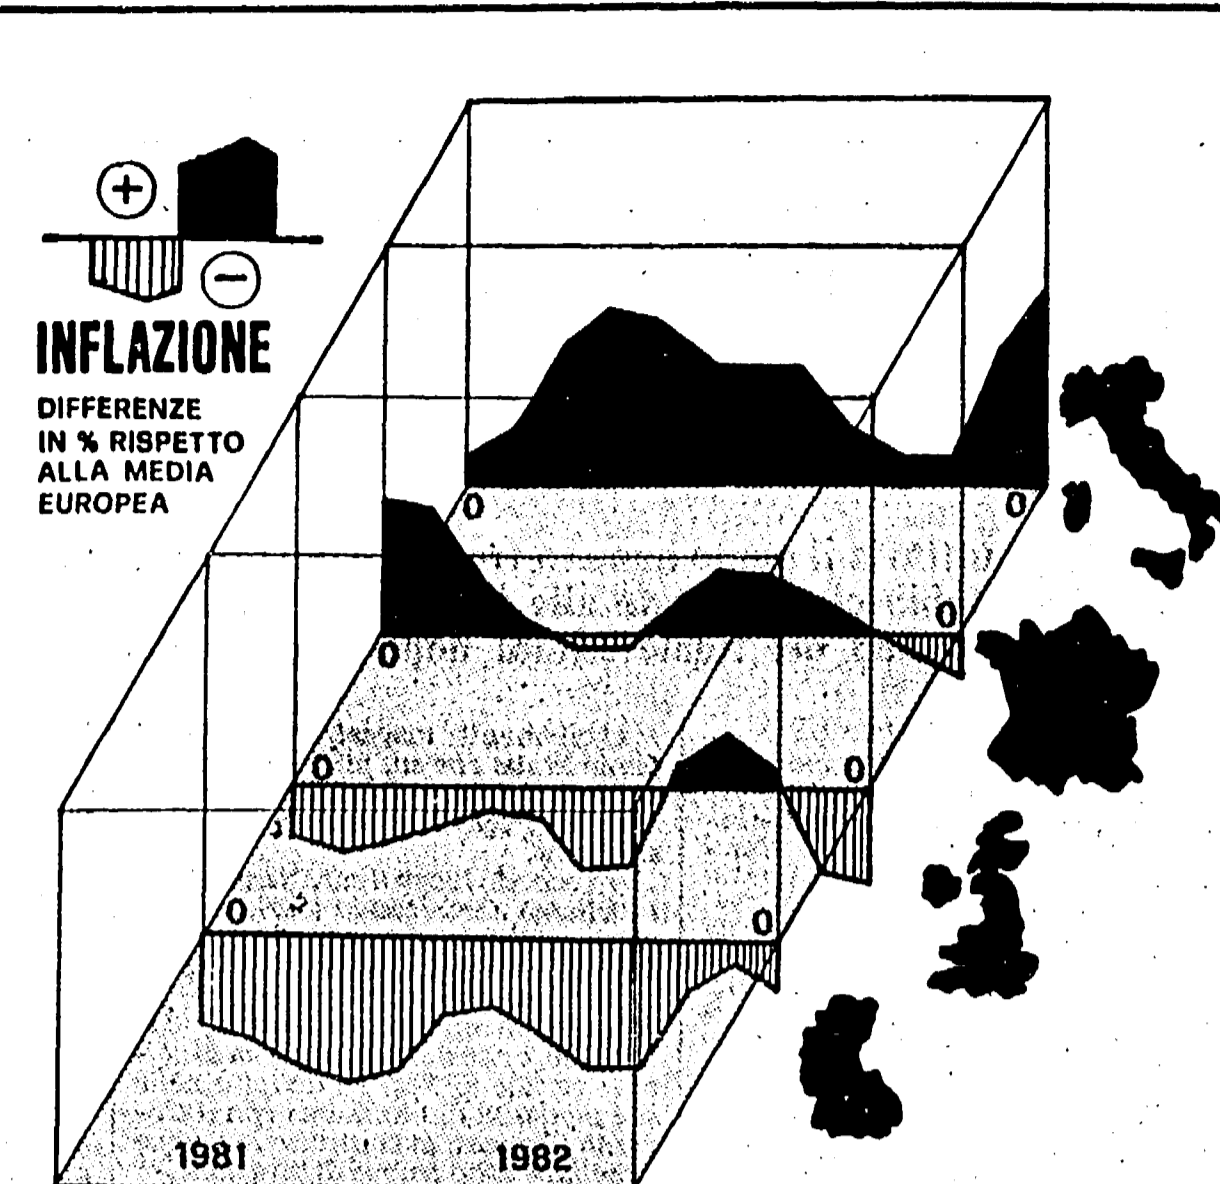 +
−
INFLAZIONE
DIFFERENZE
IN % RISPETTO
ALLA MEDIA
EUROPEA
0 0
0 0
0 0
0 0
1981 1982